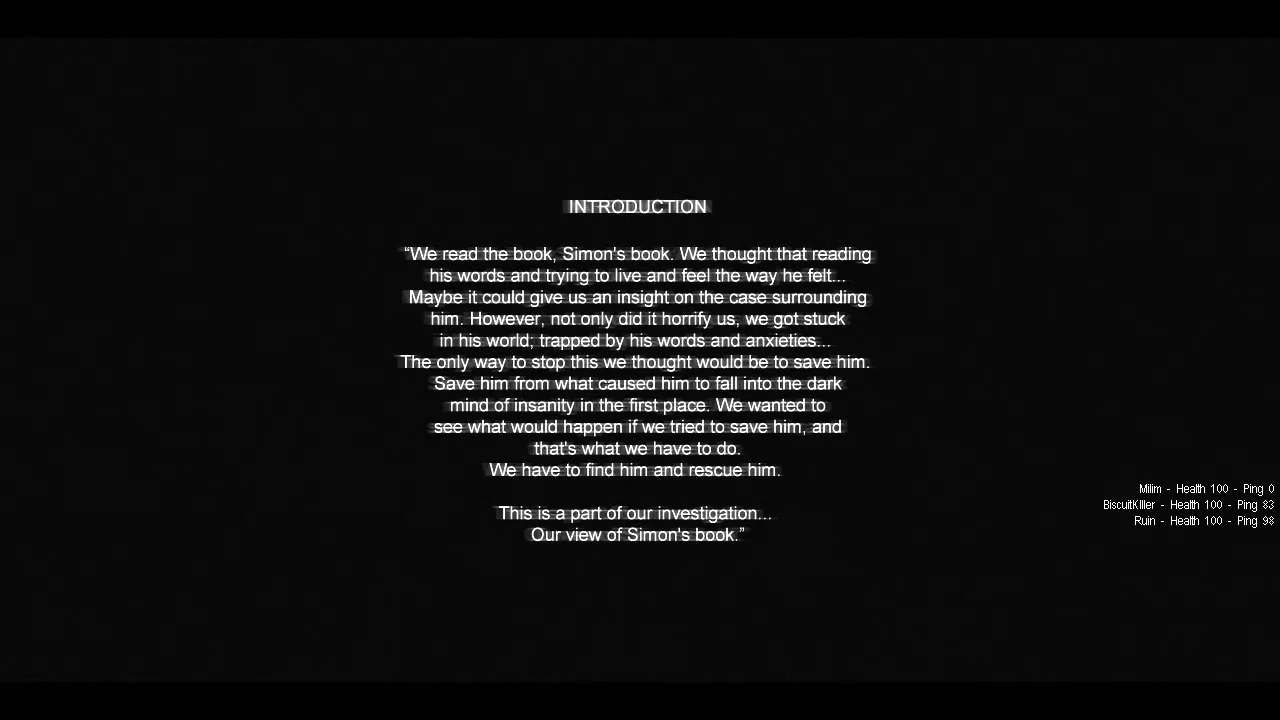 INTRODUCTION
“We read the book, Simon's book. We thought that reading
his words and trying to live and feel the way he felt...
Maybe it could give us an insight on the case surrounding
him. However, not only did it horrify us, we got stuck
in his world; trapped by his words and anxieties...
The only way to stop this we thought would be to save him.
Save him from what caused him to fall into the dark
mind of insanity in the first place. We wanted to
see what would happen if we tried to save him, and
that's what we have to do.
We have to find him and rescue him.
This is a part of our investigation...
Our view of Simon's book.”
Milim - Health 100 - Ping 0
BiscuitKIller - Health 100 - Ping 83
Ruin - Health 100 - Ping 98